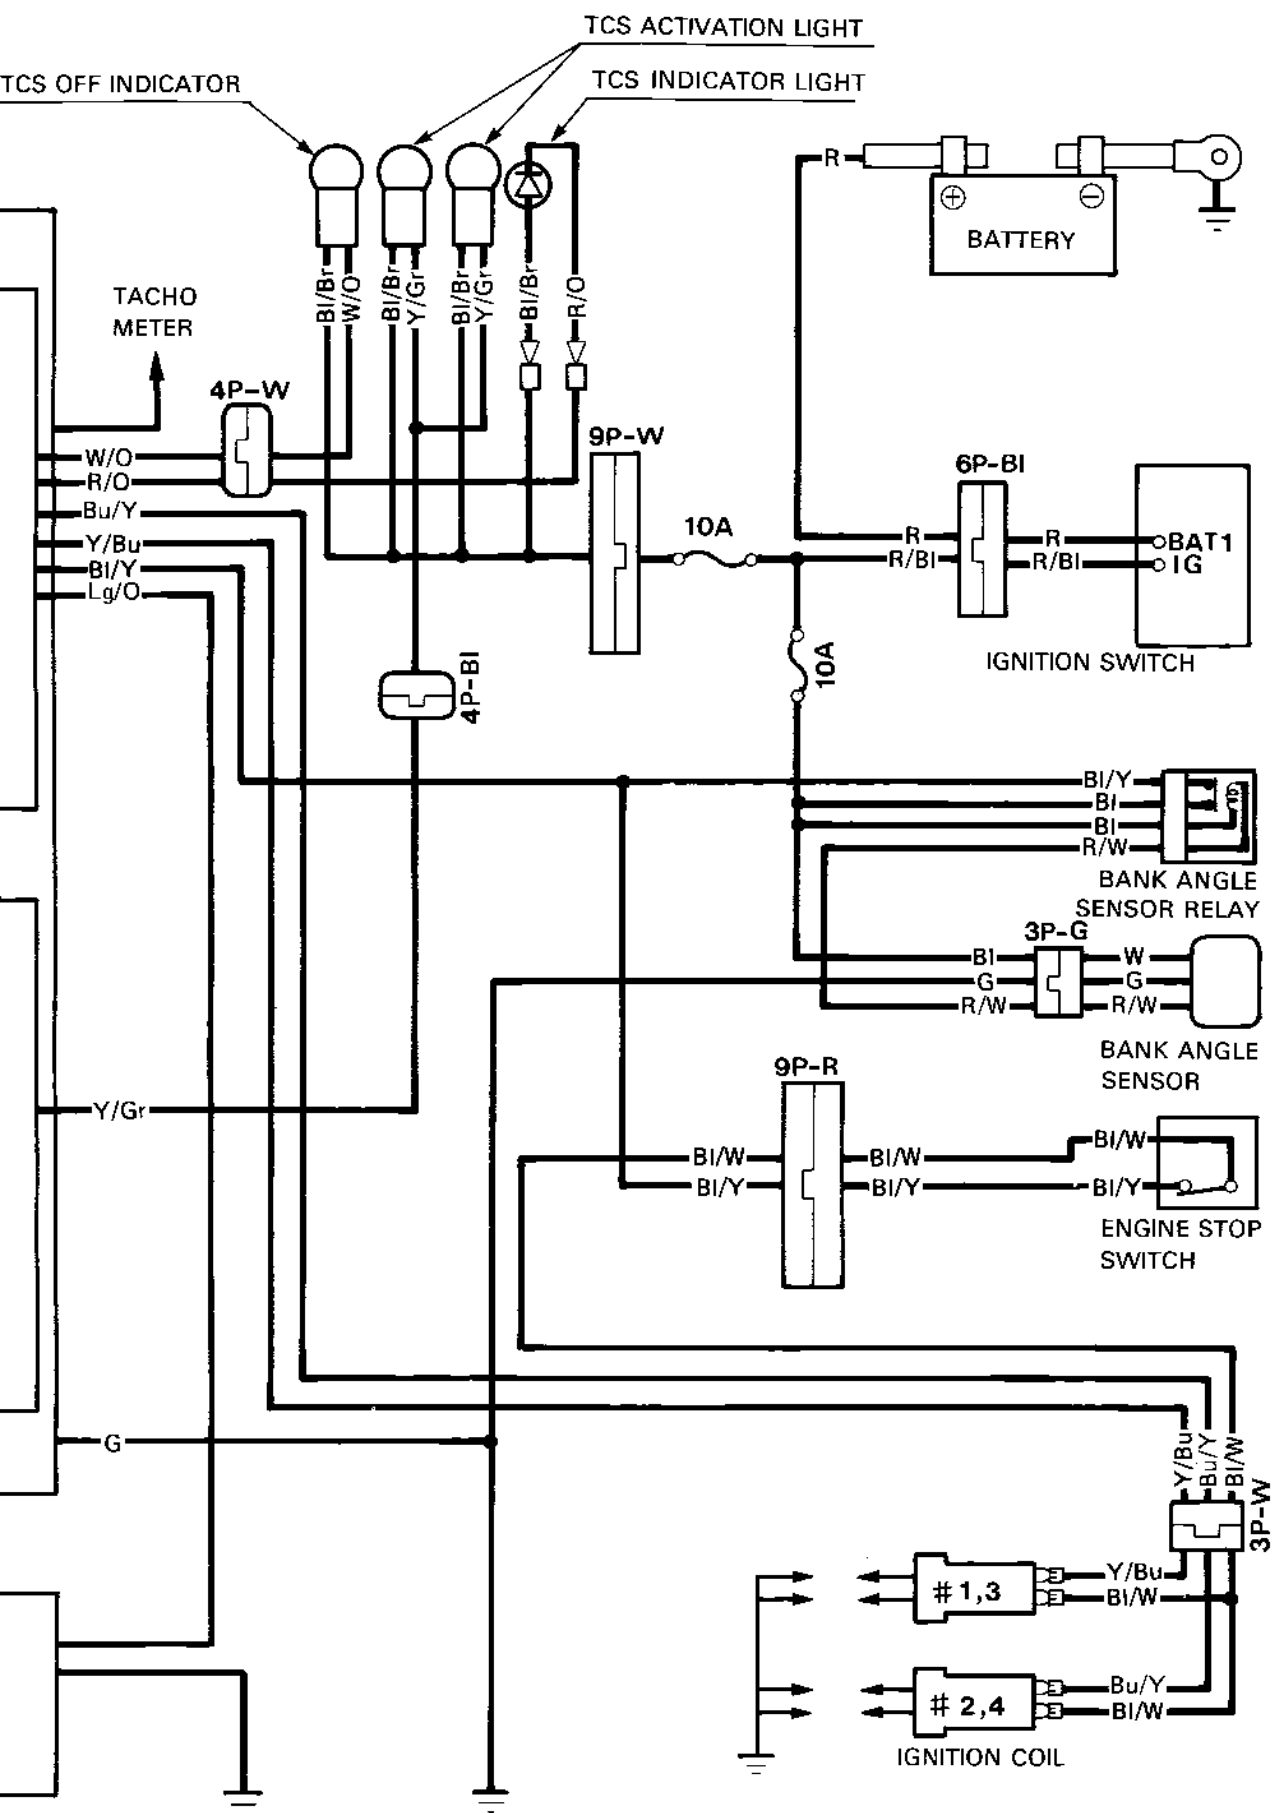 TCS ACTIVATION LIGHT
TCS OFF INDICATOR
TCS INDICATOR LIGHT
R
BATTERY
Bl/Br
W/O
Bl/Br
Y/Gr
Bl/Br
Y/Gr
Bl/Br
R/O
TACHO
METER
4P-W
9P-W
W/O
R/O
Bu/Y
Y/Bu
Bl/Y
Lg/O
10A
6P-Bl
R
R
BAT1
R/Bl
R/Bl
IG
IGNITION SWITCH
10A
4P-Bl
Bl/Y
Bl
Bl
R/W
BANK ANGLE
SENSOR RELAY
3P-G
Bl
W
G
G
R/W
R/W
BANK ANGLE
SENSOR
9P-R
Y/Gr
Bl/W
Bl/W
Bl/W
Bl/Y
Bl/Y
Bl/Y
ENGINE STOP
SWITCH
G
Y/Bu
Bu/Y
Bl/W
3P-W
#1,3
Y/Bu
Bl/W
#2,4
Bu/Y
Bl/W
IGNITION COIL